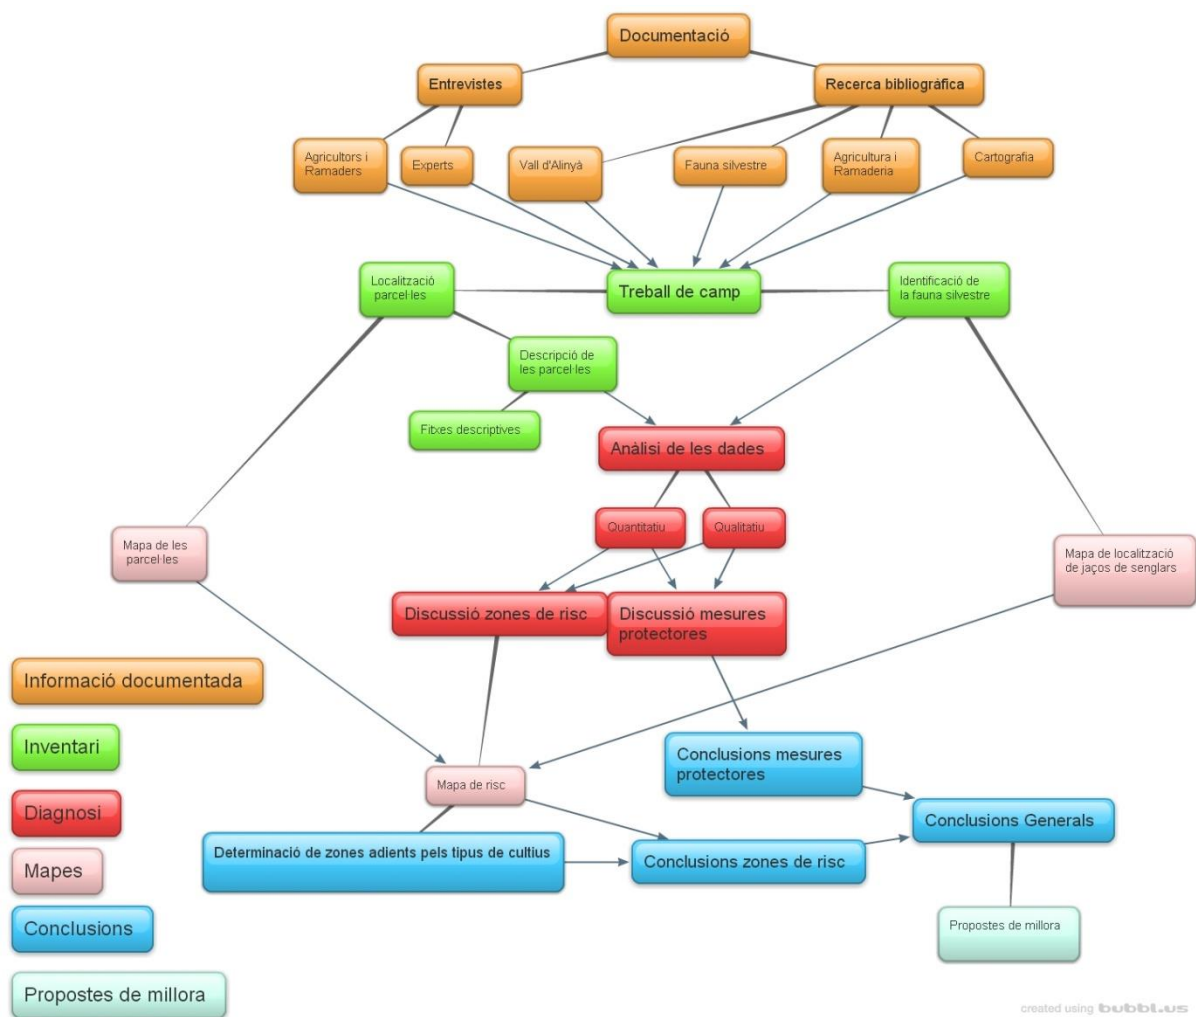 Documentació
Entrevistes
Recerca bibliogràfica
Agricultors i
Ramaders
Experts
Vall d'Alinyà
Fauna silvestre
Agricultura i
Ramaderia
Cartografia
Localització
parcel·les
Treball de camp
Identificació de
la fauna silvestre
Descripció de
les parcel·les
Fitxes descriptives
Anàlisi de les dades
Quantitatiu
Qualitatiu
Mapa de les
parcel·les
Mapa de localització
de jaços de senglars
Discussió zones de risc
Discussió mesures
protectores
Informació documentada
Inventari
Conclusions mesures
protectores
Mapa de risc
Diagnosi
Conclusions Generals
Determinació de zones adients pels tipus de cultius
Conclusions zones de risc
Mapes
Conclusions
Propostes de millora
Propostes de millora
created using bubbl.us